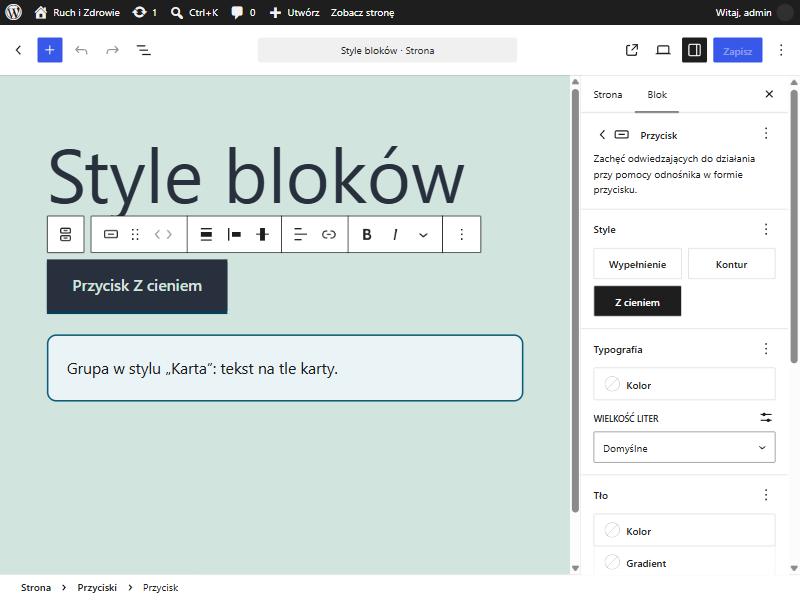 Ruch i Zdrowie 1 Ctrl+K 0 Utwórz Zobacz stronę Witaj, admin
Style bloków · Strona
Zapisz
Strona Blok
Przycisk
Zachęć odwiedzających do działania
przy pomocy odnośnika w formie
przycisku.
Style
Wypełnienie Kontur
Z cieniem
Typografia
Kolor
WIELKOŚĆ LITER
Domyślne
Tło
Kolor
Gradient
Style bloków
B I
Przycisk Z cieniem
Grupa w stylu „Karta”: tekst na tle karty.
Strona > Przyciski > Przycisk